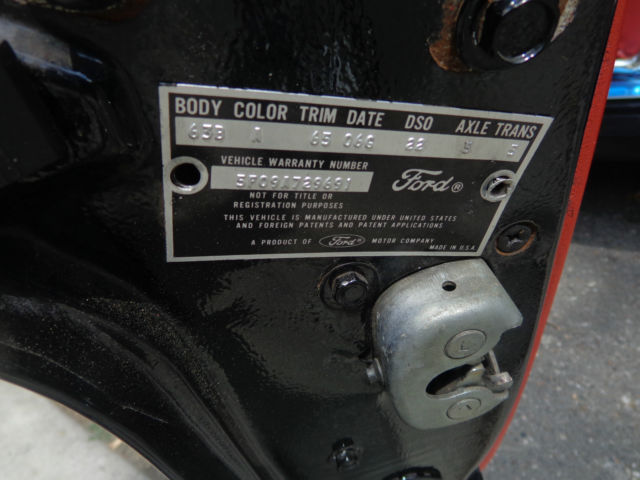 BODY COLOR TRIM DATE DSO AXLE TRANS
63B A 65 06G 22 3 5
VEHICLE WARRANTY NUMBER
5F09A729691
Ford®
NOT FOR TITLE OR
REGISTRATION PURPOSES
THIS VEHICLE IS MANUFACTURED UNDER UNITED STATES
AND FOREIGN PATENTS AND PATENT APPLICATIONS
A PRODUCT OF Ford® MOTOR COMPANY
MADE IN U.S.A.
L